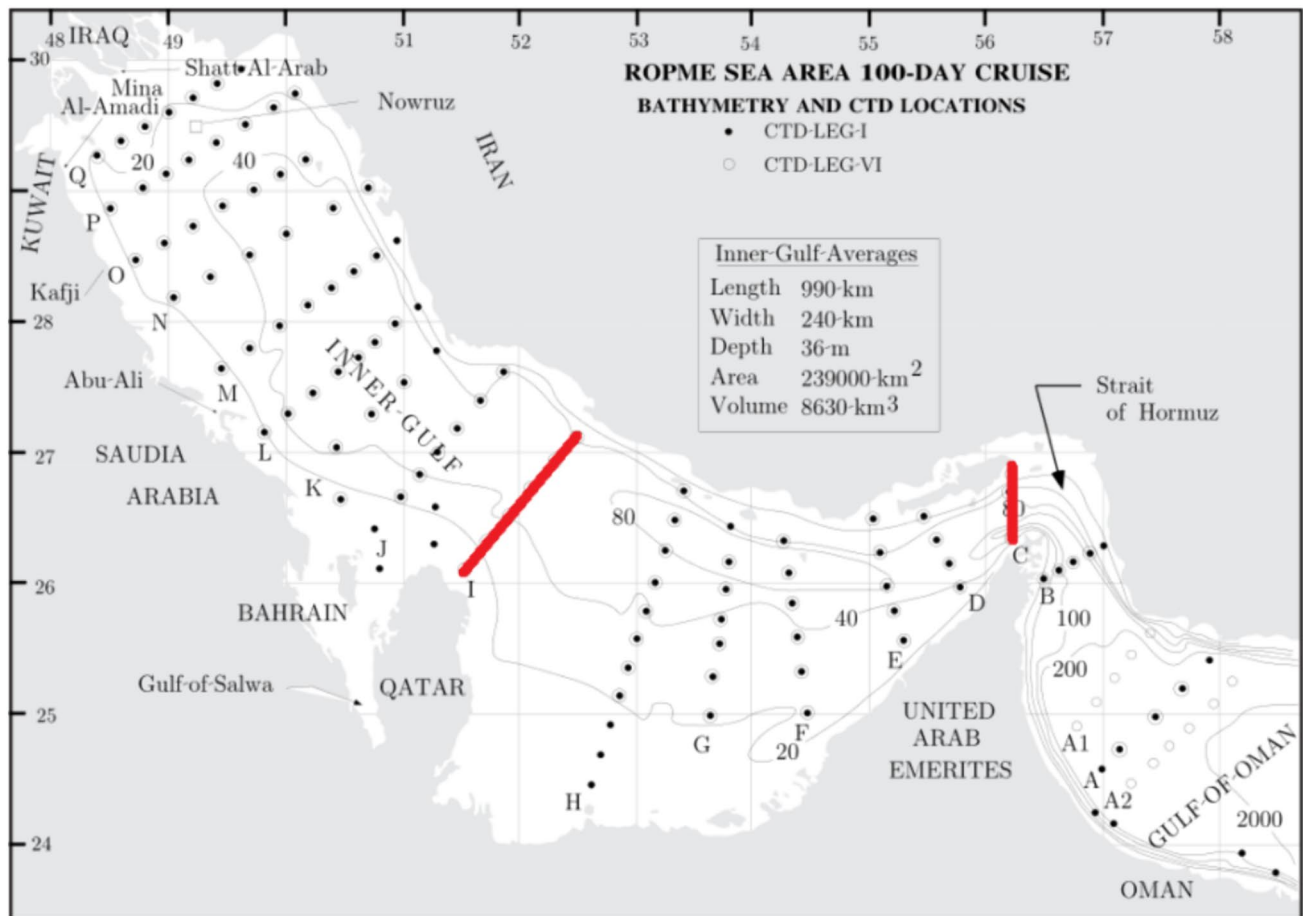 48 49 51 52 53 54 55 56 57 58
IRAQ
30
Shatt-Al-Arab
Mina
Al-Amadi
Nowruz
ROPME SEA AREA 100-DAY CRUISE
BATHYMETRY AND CTD LOCATIONS
CTD-LEG-I
CTD-LEG-VI
IRAN
20
40
Q
KUWAIT
P
O
Kafji
N
28
Inner-Gulf-Averages
Length 990-km
Width 240-km
Depth 36-m
Area 239000-km2
Volume 8630-km3
INNER-GULF
Abu-Ali
M
Strait
of Hormuz
L
27
SAUDIA
ARABIA
K
80
80
J
C
26
I
D
B
BAHRAIN
40
100
E
200
Gulf-of-Salwa
QATAR
25
UNITED
ARAB
EMERITES
G
F
20
A1
A
A2
H
GULF-OF-OMAN
2000
24
OMAN